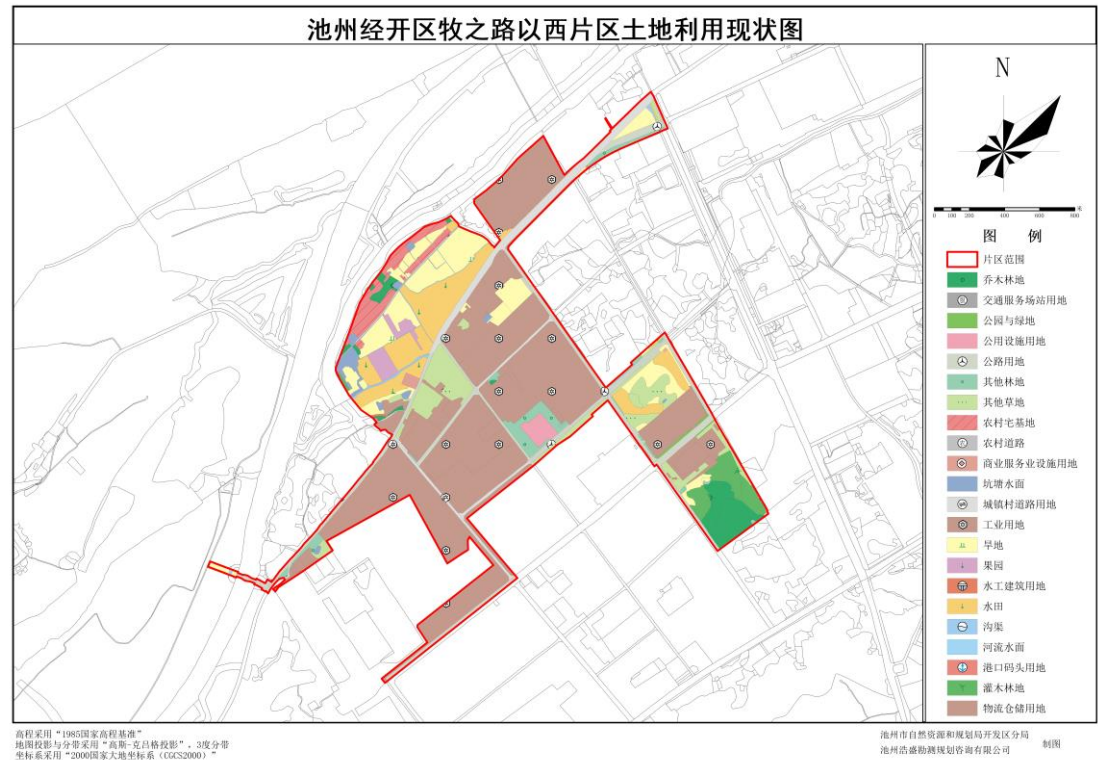 池州经开区牧之路以西片区土地利用现状图
N
0 100 200 400 600 800 米
图 例
片区范围
乔木林地
交通服务场站用地
公园与绿地
公用设施用地
公路用地
其他林地
其他草地
农村宅基地
农村道路
商业服务业设施用地
坑塘水面
城镇村道路用地
工业用地
旱地
果园
水工建筑用地
水田
沟渠
河流水面
港口码头用地
灌木林地
物流仓储用地
高程采用“1985国家高程基准”
地图投影与分带采用“高斯-克吕格投影”，3度分带
坐标系采用“2000国家大地坐标系（CGCS2000）”
池州市自然资源和规划局开发区分局
池州浩盛勘测规划咨询有限公司
制图